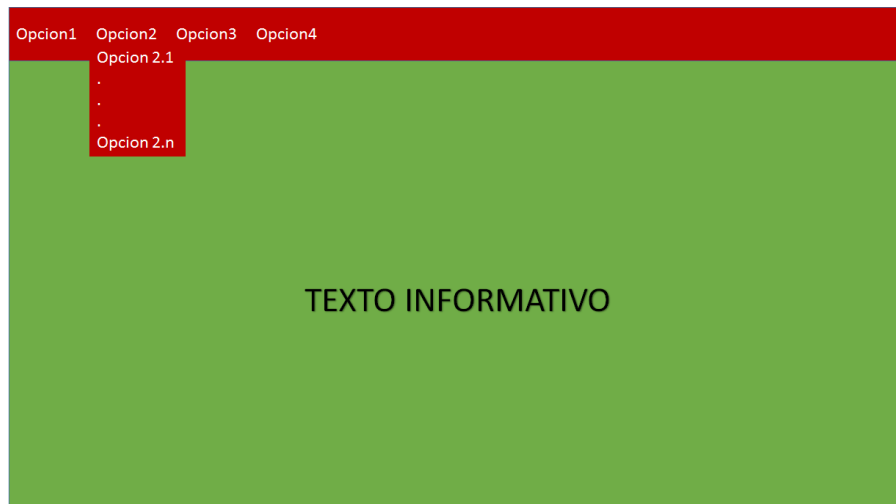 Opcion1 Opcion2 Opcion3 Opcion4
Opcion 2.1
.
.
.
Opcion 2.n
TEXTO INFORMATIVO